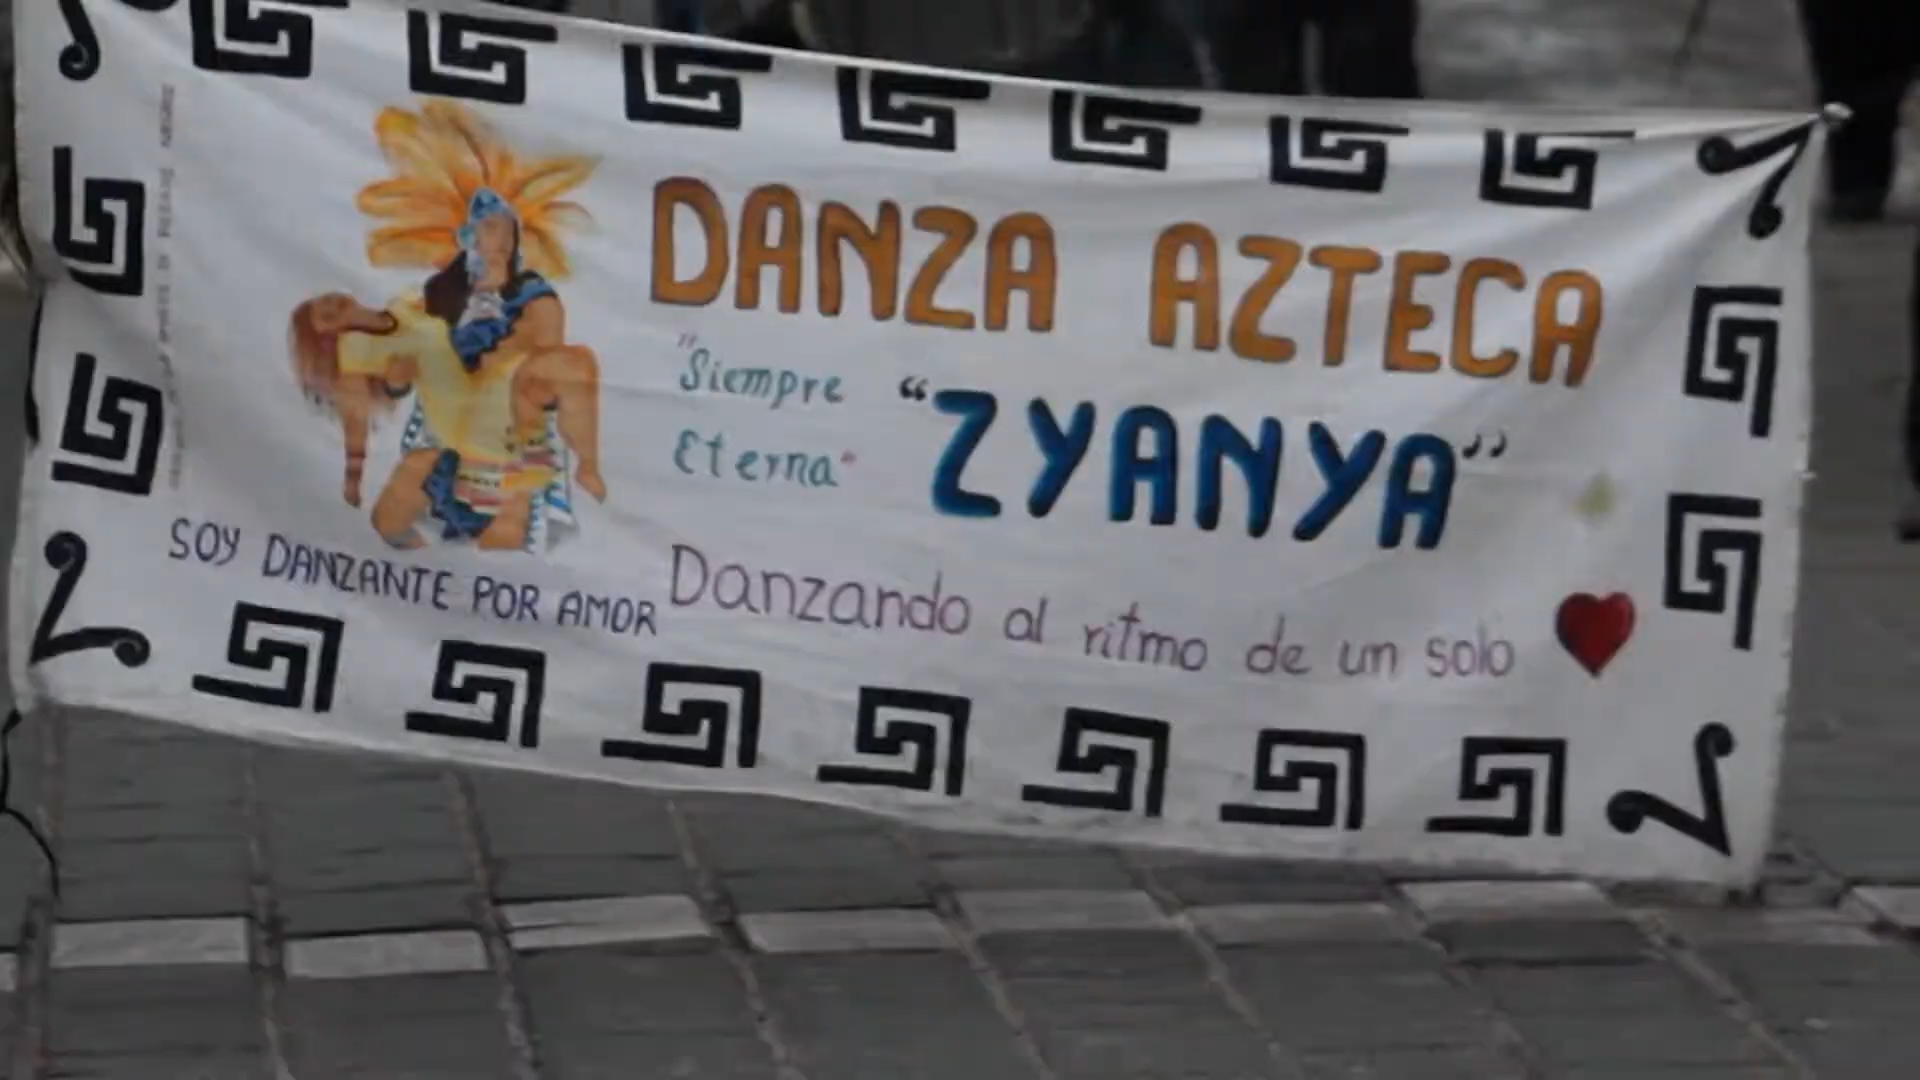 DANZA AZTECA
"Siempre
Eterna"
“ZYANYA”
SOY DANZANTE POR AMOR
Danzando al ritmo de un solo